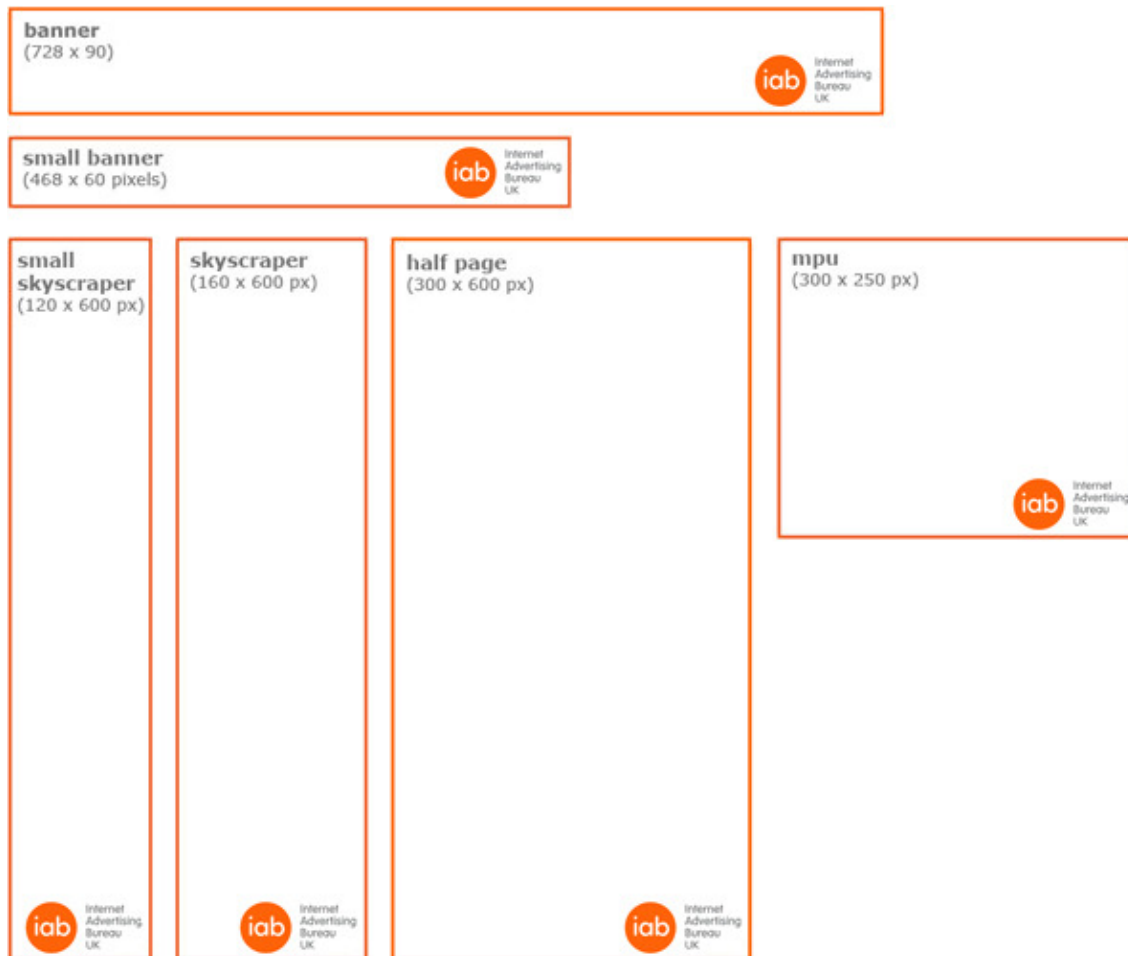 banner
(728 x 90)
iab
Internet
Advertising
Bureau
UK
small banner
(468 x 60 pixels)
iab
Internet
Advertising
Bureau
UK
small
skyscraper
(120 x 600 px)
iab
Internet
Advertising
Bureau
UK
skyscraper
(160 x 600 px)
iab
Internet
Advertising
Bureau
UK
half page
(300 x 600 px)
iab
Internet
Advertising
Bureau
UK
mpu
(300 x 250 px)
iab
Internet
Advertising
Bureau
UK